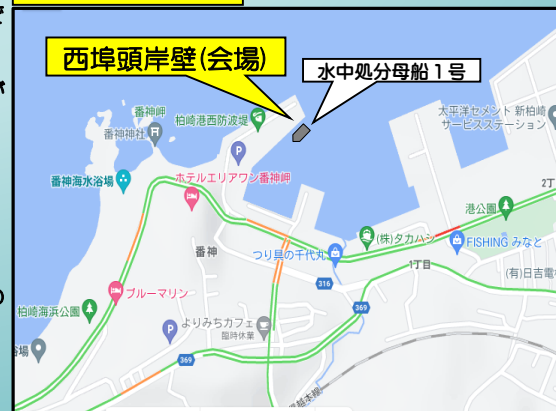 西埠頭岸壁(会場)
水中処分母船1号
太平洋セメント 新柏崎
サービスステーション
番神岬
柏崎港西防波堤
番神神社
P
番神海水浴場
ホテルエリアワン番神岬
2丁
港公園
(株)タカハシ
FISHING みなと
番神
つり具の千代丸
1丁目
(有)日吉電
316
ブルーマリン
369
柏崎海浜公園
P
よりみちカフェ
臨時休業
浴場
369
越本線